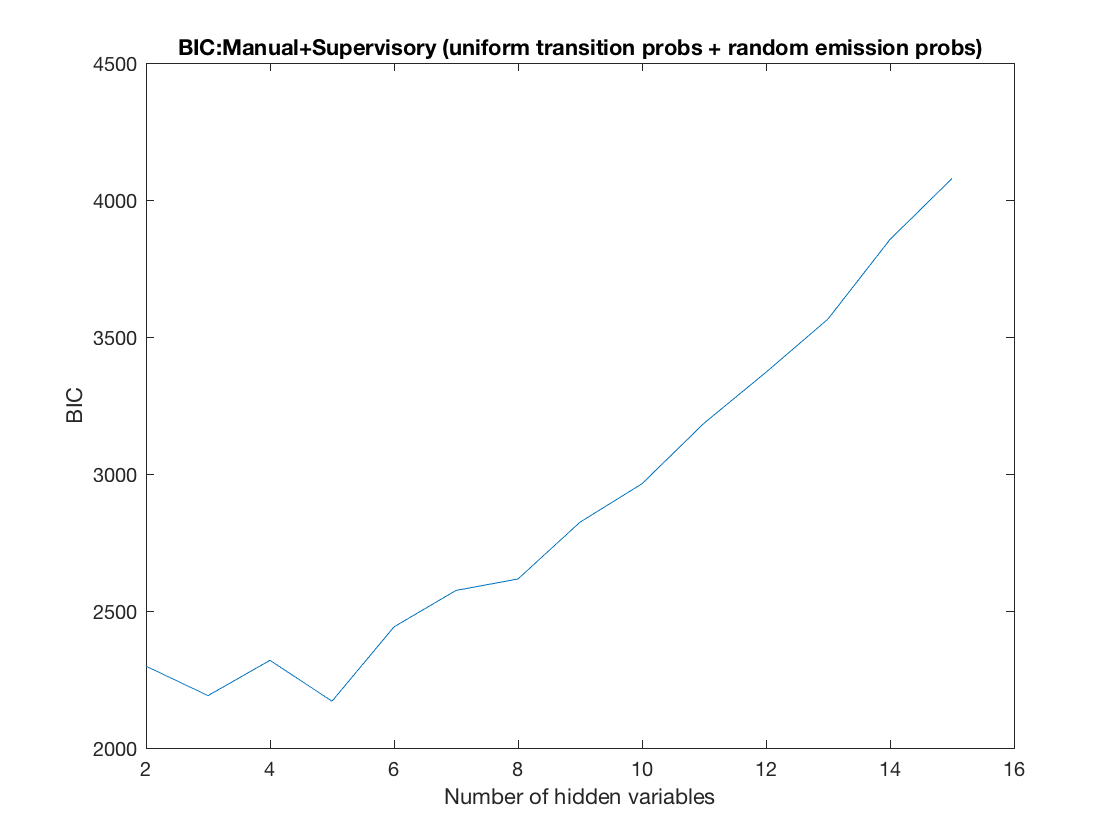 BIC:Manual+Supervisory (uniform transition probs + random emission probs)
4500
4000
3500
3000
2500
2000
BIC
2 4 6 8 10 12 14 16
Number of hidden variables